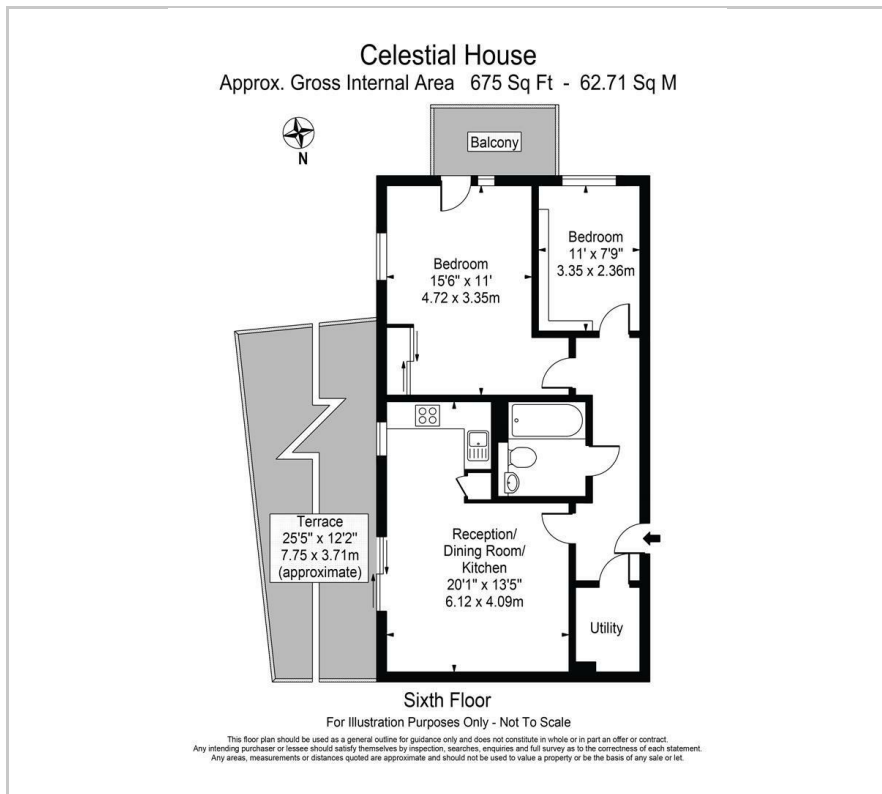 Celestial House
Approx. Gross Internal Area 675 Sq Ft - 62.71 Sq M
N
Balcony
Bedroom
11' x 7'9"
3.35 x 2.36m
Bedroom
15'6" x 11'
4.72 x 3.35m
Terrace
25'5" x 12'2"
7.75 x 3.71m
(approximate)
Reception/
Dining Room/
Kitchen
20'1" x 13'5"
6.12 x 4.09m
Utility
Sixth Floor
For Illustration Purposes Only - Not To Scale
This floor plan should be used as a general outline for guidance only and does not constitute in whole or in part an offer or contract.
Any intending purchaser or lessee should satisfy themselves by inspection, searches, enquiries and full survey as to the correctness of each statement.
Any areas, measurements or distances quoted are approximate and should not be used to value a property or be the basis of any sale or let.